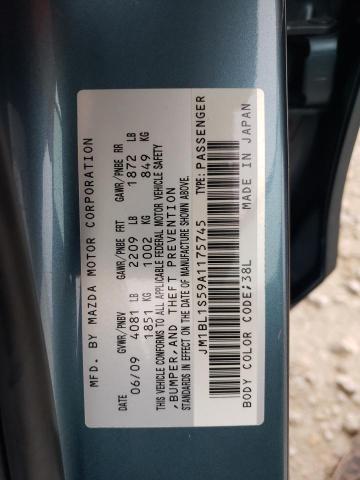 MFD. BY MAZDA MOTOR CORPORATION
DATE GVWR/PNBV GAWR/PNBE FRT GAWR/PNBE RR
06/09 4081 LB 2209 LB 1872 LB
1851 KG 1002 KG 849 KG
THIS VEHICLE CONFORMS TO ALL APPLICABLE FEDERAL MOTOR VEHICLE SAFETY
,BUMPER,AND THEFT PREVENTION
STANDARDS IN EFFECT ON THE DATE OF MANUFACTURE SHOWN ABOVE.
JM1BL1S59A1175745 TYPE: PASSENGER
BODY COLOR CODE;38L MADE IN JAPAN